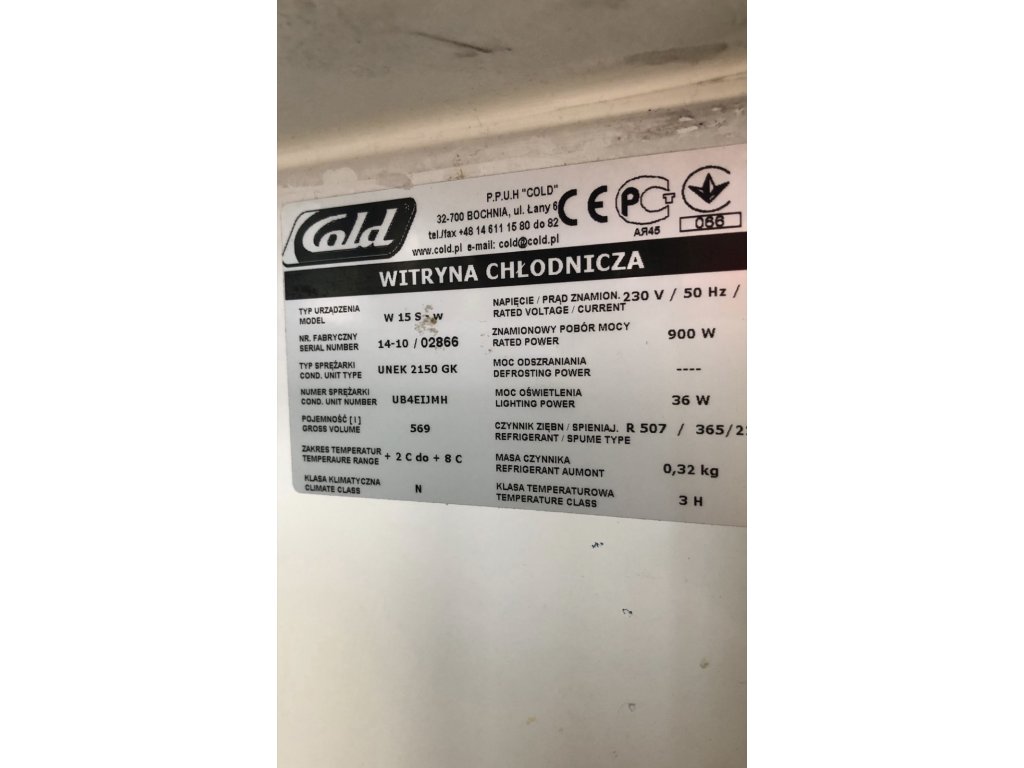 Cold
P.P.U.H "COLD"
32-700 BOCHNIA, ul. Łany 6
tel./fax +48 14 611 15 80 do 82
www.cold.pl e-mail: cold@cold.pl
CE
РСТ
АЯ45
066
WITRYNA CHŁODNICZA
TYP URZĄDZENIA
MODEL
W 15 S - w
NR. FABRYCZNY
SERIAL NUMBER
14-10 / 02866
TYP SPRĘŻARKI
COND. UNIT TYPE
UNEK 2150 GK
NUMER SPRĘŻARKI
COND. UNIT NUMBER
UB4EIJMH
POJEMNOŚĆ [l]
GROSS VOLUME
569
ZAKRES TEMPERATUR
TEMPERAURE RANGE
+ 2 C do + 8 C
KLASA KLIMATYCZNA
CLIMATE CLASS
N
NAPIĘCIE / PRĄD ZNAMION.
RATED VOLTAGE / CURRENT
230 V / 50 Hz /
ZNAMIONOWY POBÓR MOCY
RATED POWER
900 W
MOC ODSZRANIANIA
DEFROSTING POWER
----
MOC OŚWIETLENIA
LIGHTING POWER
36 W
CZYNNIK ZIĘBN / SPIENIAJ.
REFRIGERANT / SPUME TYPE
R 507 / 365/2
MASA CZYNNIKA
REFRIGERANT AUMONT
0,32 kg
KLASA TEMPERATUROWA
TEMPERATURE CLASS
3 H